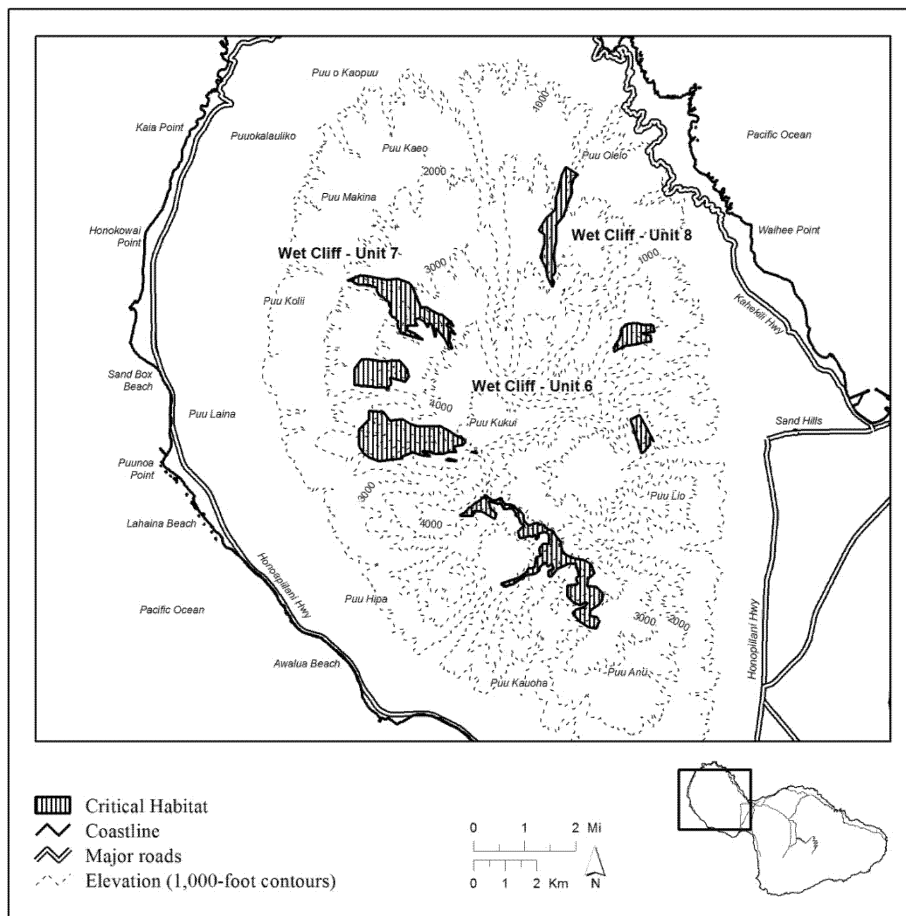 Puu o Kaopuu
1000
Kaia Point
Puuokalauliko
Pacific Ocean
Puu Kaeo
Puu Olelo
2000
Puu Makina
Honokowai
Point
Wet Cliff - Unit 7
Wet Cliff - Unit 8
Waihee Point
3000
1000
Puu Kolii
Kahekili Hwy
Sand Box
Beach
Wet Cliff - Unit 6
4000
Puu Laina
Puu Kukui
Sand Hills
Puunoa
Point
3000
Puu Lio
Lahaina Beach
4000
Honoapiilani Hwy
Pacific Ocean
Puu Hipa
3000
2000
Honoapiilani Hwy
Awalua Beach
Puu Kauoha
Puu Anu
Critical Habitat
Coastline
Major roads
Elevation (1,000-foot contours)
0 1 2 Mi
0 1 2 Km
N